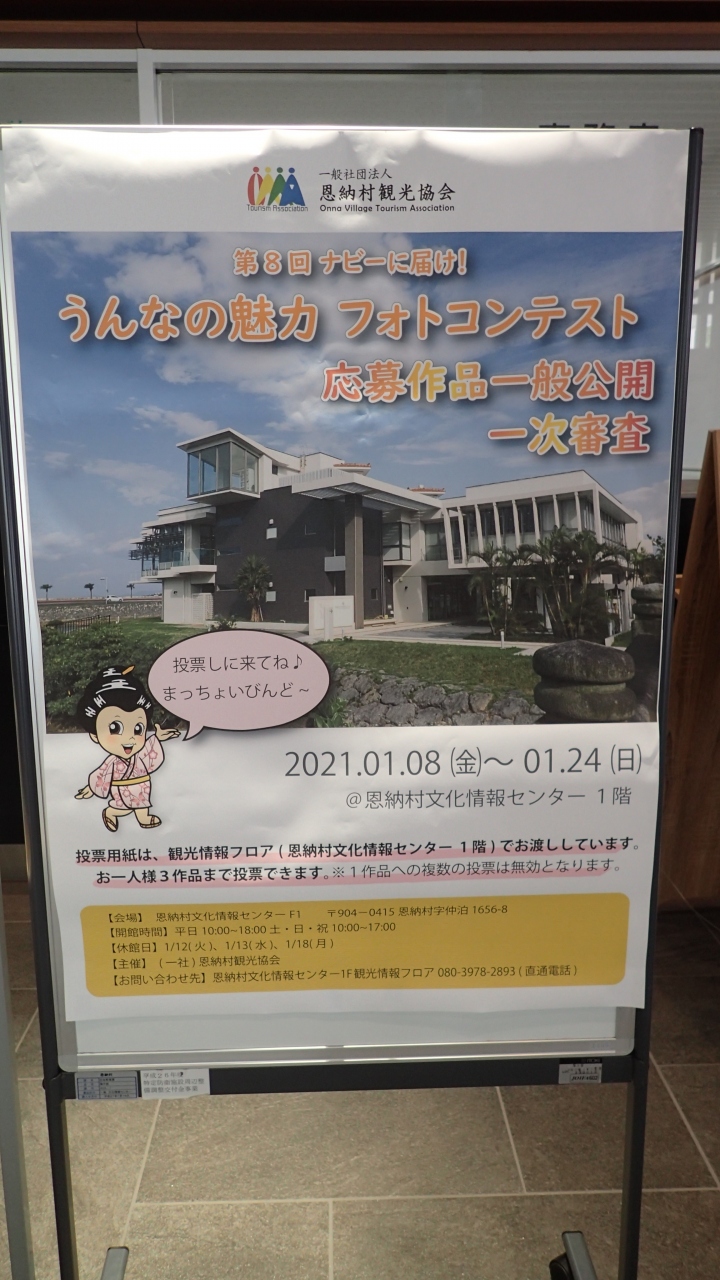 一般社団法人
恩納村観光協会
Tourism Association
Onna Village Tourism Association
第8回 ナビーに届け!
うんなの魅力 フォトコンテスト
応募作品一般公開
一次審査
投票しに来てね♪
まっちょいびんど~
2021.01.08 ㈮~ 01.24 ㈰
@恩納村文化情報センター 1階
投票用紙は、観光情報フロア(恩納村文化情報センター 1階)でお渡ししています。
お一人様3作品まで投票できます。※1作品への複数の投票は無効となります。
【会場】 恩納村文化情報センターF1 〒904-0415 恩納村字仲泊1656-8
【開館時間】平日10:00~18:00 土・日・祝10:00~17:00
【休館日】1/12(火)、1/13(水)、1/18(月)
【主催】(一社)恩納村観光協会
【お問い合わせ先】恩納村文化情報センター1F観光情報フロア 080-3978-2893(直通電話)